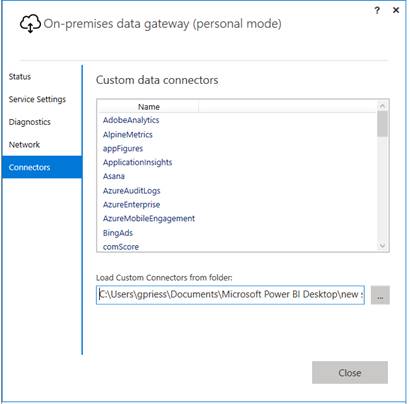 ? ×
On-premises data gateway (personal mode)
Status
Service Settings
Diagnostics
Network
Connectors
Custom data connectors
Name
AdobeAnalytics
AlpineMetrics
appFigures
ApplicationInsights
Asana
AzureAuditLogs
AzureEnterprise
AzureMobileEngagement
BingAds
comScore
Load Custom Connectors from folder:
C:\Users\gpriess\Documents\Microsoft Power BI Desktop\new
...
Close